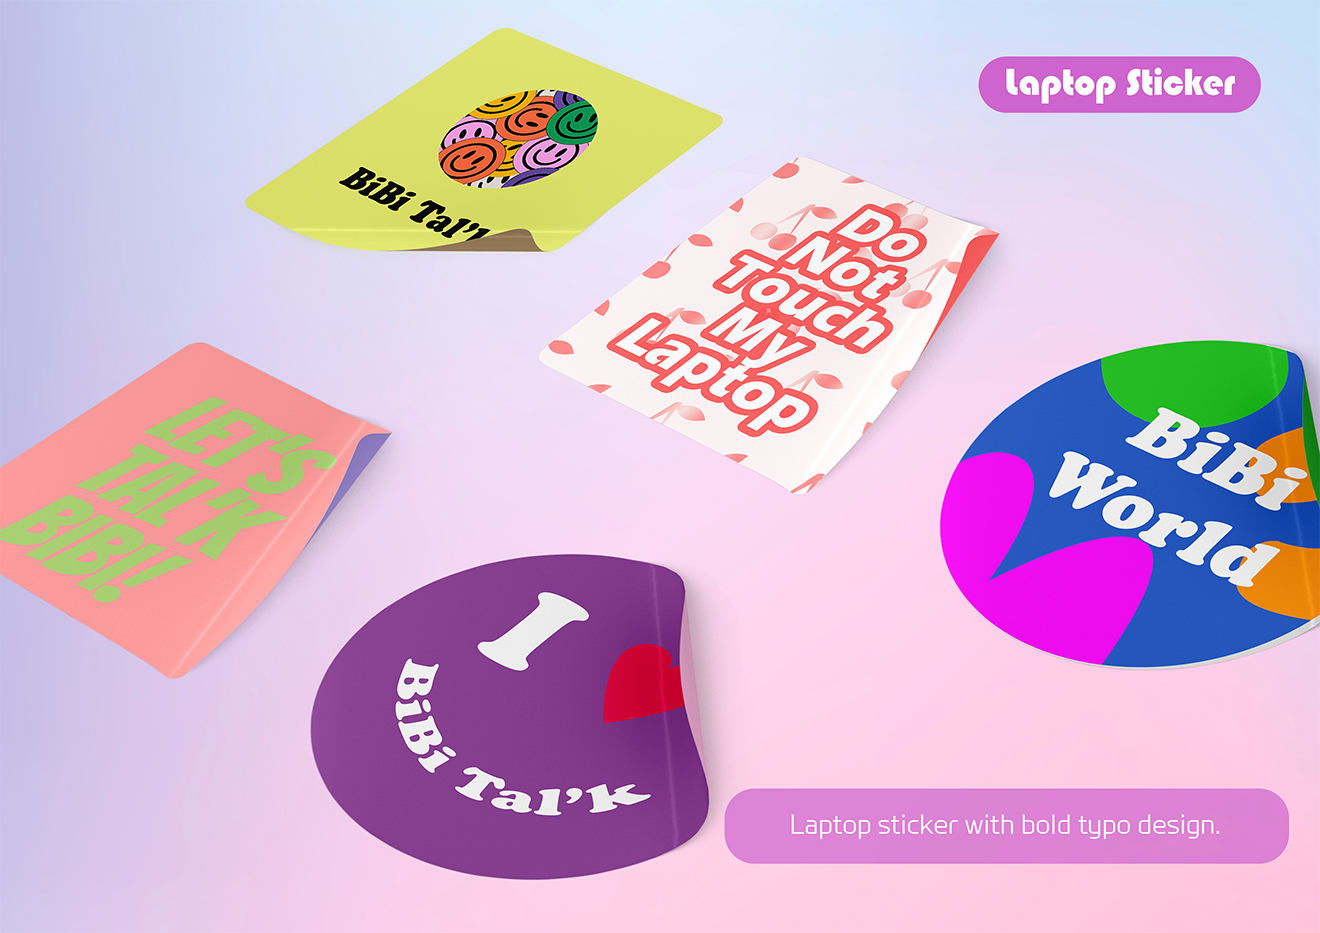 Laptop Sticker
BiBi Tal'k
Do
Not
Touch
My
Laptop
LET'S
TAL'K
BIBI!
BiBi
World
I
BiBi Tal'k
Laptop sticker with bold typo design.